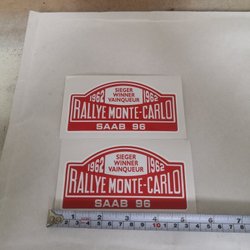 SIEGER
WINNER
VAINQUEUR
1962 1962
RALLYE MONTE-CARLO
SAAB 96
SIEGER
WINNER
VAINQUEUR
1962 1962
RALLYE MONTE-CARLO
SAAB 96
10